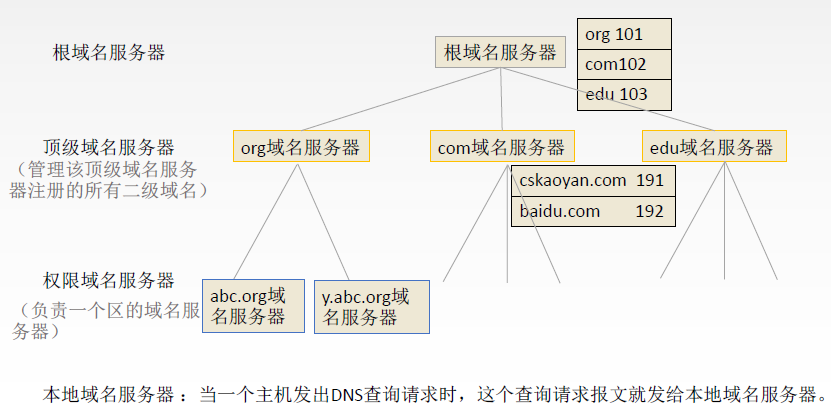 根域名服务器
根域名服务器
org 101
com102
edu 103
顶级域名服务器
（管理该顶级域名服务
器注册的所有二级域名）
org域名服务器
com域名服务器
edu域名服务器
cskaoyan.com 191
baidu.com 192
权限域名服务器
（负责一个区的域名服
务器）
abc.org域
名服务器
y.abc.org域
名服务器
本地域名服务器：当一个主机发出DNS查询请求时，这个查询请求报文就发给本地域名服务器。